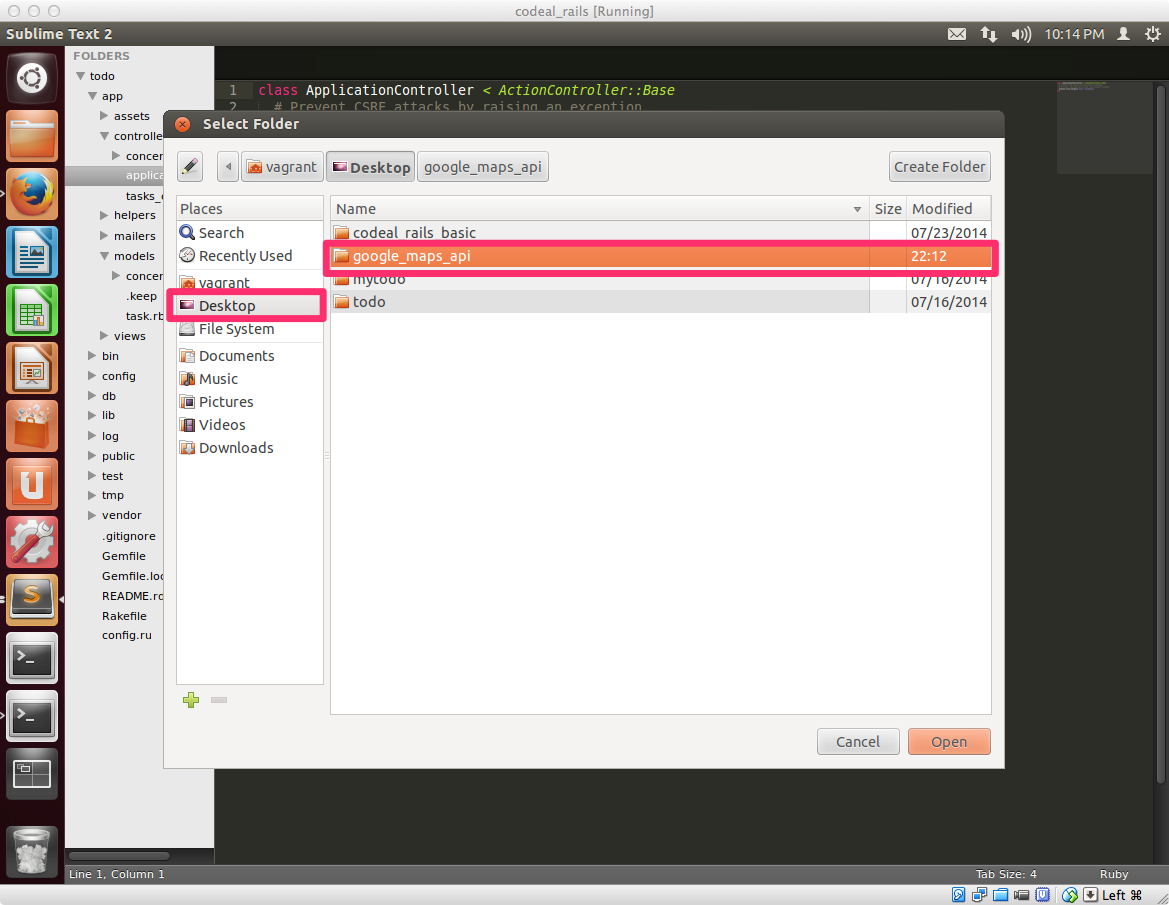 codeal_rails [Running]
Sublime Text 2
10:14 PM
FOLDERS
todo
app
assets
controlle
concer
applica
tasks_c
helpers
mailers
models
concer
.keep
task.rb
views
bin
config
db
lib
log
public
test
tmp
vendor
.gitignore
Gemfile
Gemfile.loc
README.rd
Rakefile
config.ru
1 class ApplicationController < ActionController::Base
2 # Prevent CSRF attacks by raising an exception.
Select Folder
vagrant
Desktop
google_maps_api
Create Folder
Places
Search
Recently Used
vagrant
Desktop
File System
Documents
Music
Pictures
Videos
Downloads
Name Size Modified
codeal_rails_basic 07/23/2014
google_maps_api 22:12
mytodo 07/16/2014
todo 07/16/2014
Cancel
Open
Line 1, Column 1
Tab Size: 4
Ruby
Left ⌘